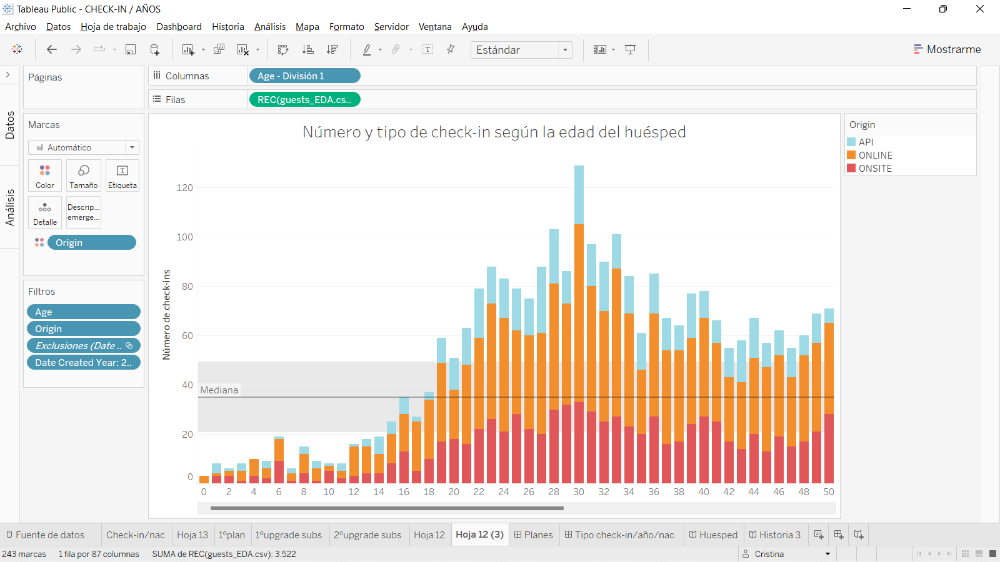 Tableau Public - CHECK-IN / AÑOS
Archivo Datos Hoja de trabajo Dashboard Historia Análisis Mapa Formato Servidor Ventana Ayuda
Estándar
Mostrarme
Datos
Análisis
Páginas
Columnas Age - División 1
Filas REC(guests_EDA.cs..
Marcas
Automático
Color Tamaño Etiqueta
Detalle Descrip... emerge...
Origin
Filtros
Age
Origin
Exclusiones (Date ..
Date Created Year: 2..
Número y tipo de check-in según la edad del huésped
Número de check-ins
120
100
80
60
40
20
0
Mediana
0 2 4 6 8 10 12 14 16 18 20 22 24 26 28 30 32 34 36 38 40 42 44 46 48 50
Origin
API
ONLINE
ONSITE
Fuente de datos Check-in/nac Hoja 13 1ºplan 1ºupgrade subs 2ºupgrade subs Hoja 12 Hoja 12 (3) Planes Tipo check-in/año/nac Huesped Historia 3
243 marcas 1 fila por 87 columnas SUMA de REC(guests_EDA.csv): 3.522 Cristina